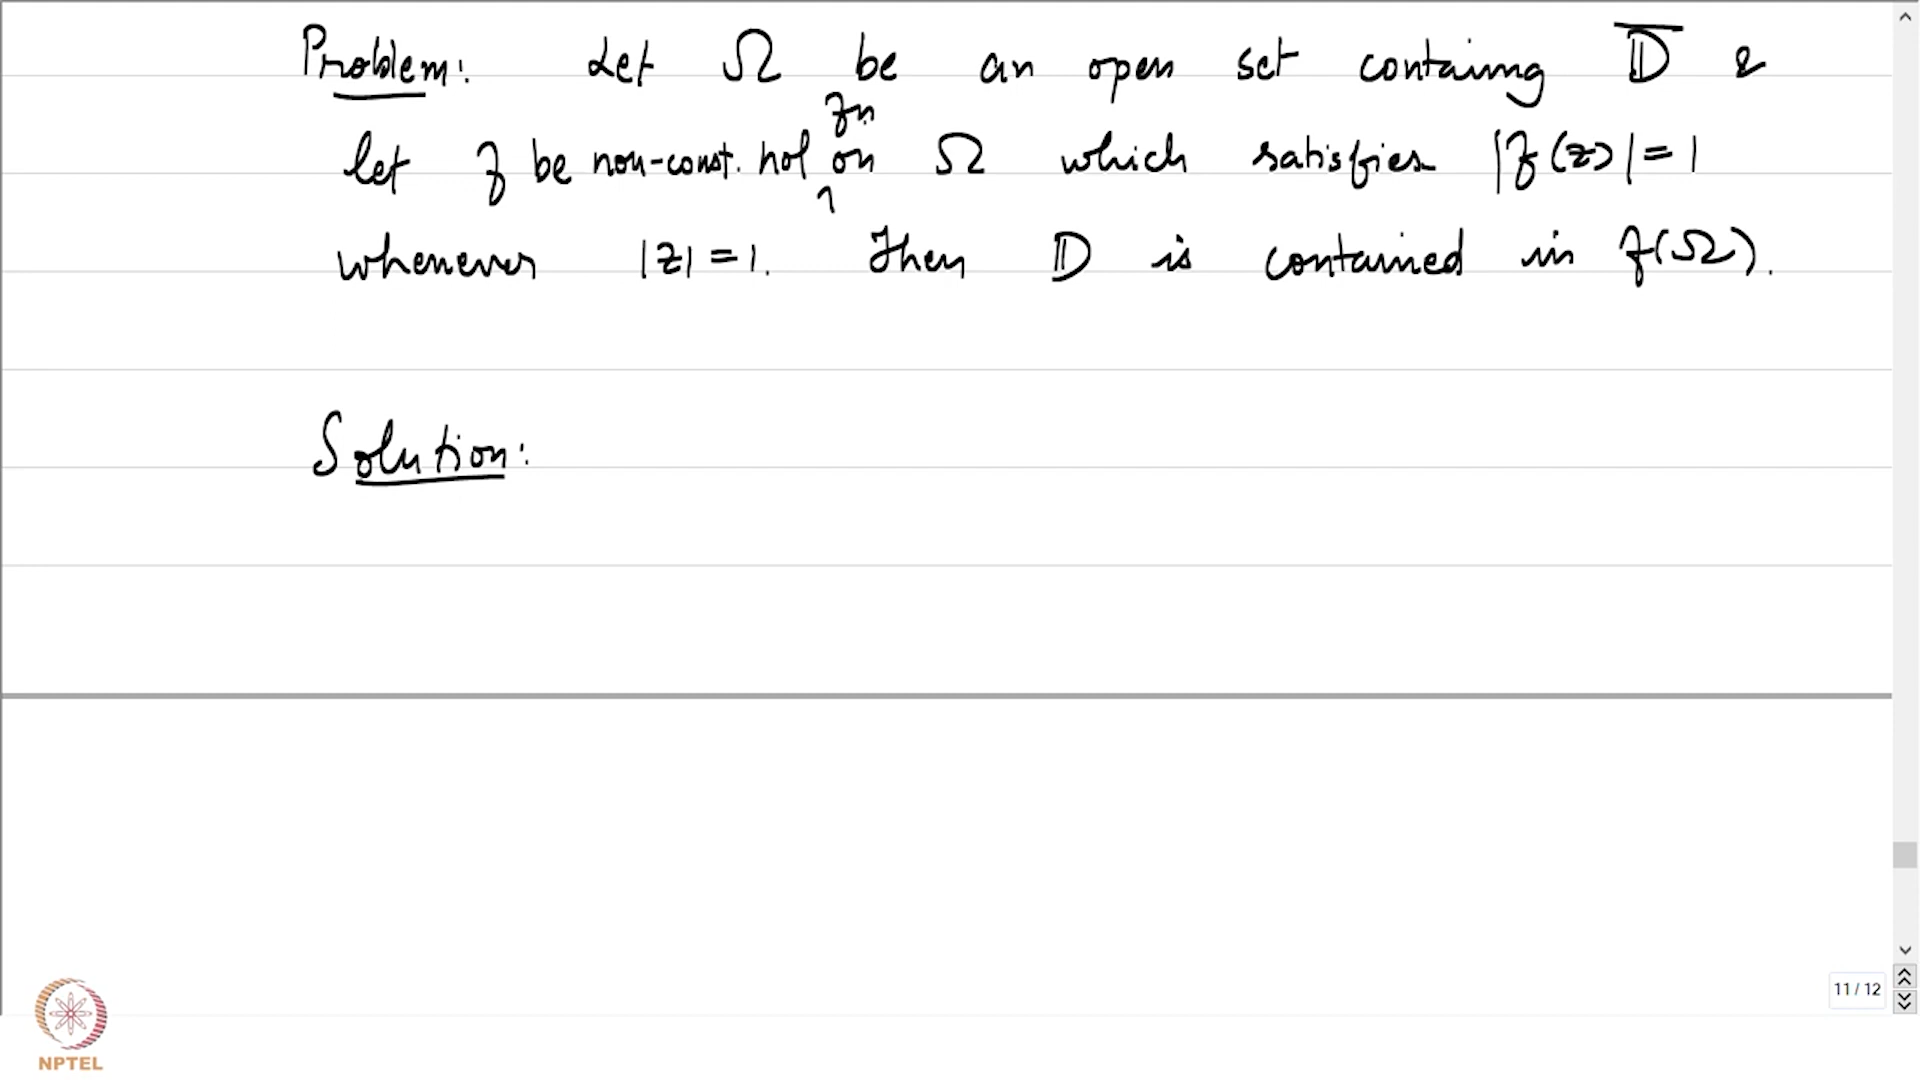 Problem: Let Ω be an open set containing 𝔻̅ &
let f be non-const. hol fn on Ω which satisfies |f(z)|=1
whenever |z|=1. Then 𝔻 is contained in f(Ω).
Solution:
11 / 12
NPTEL